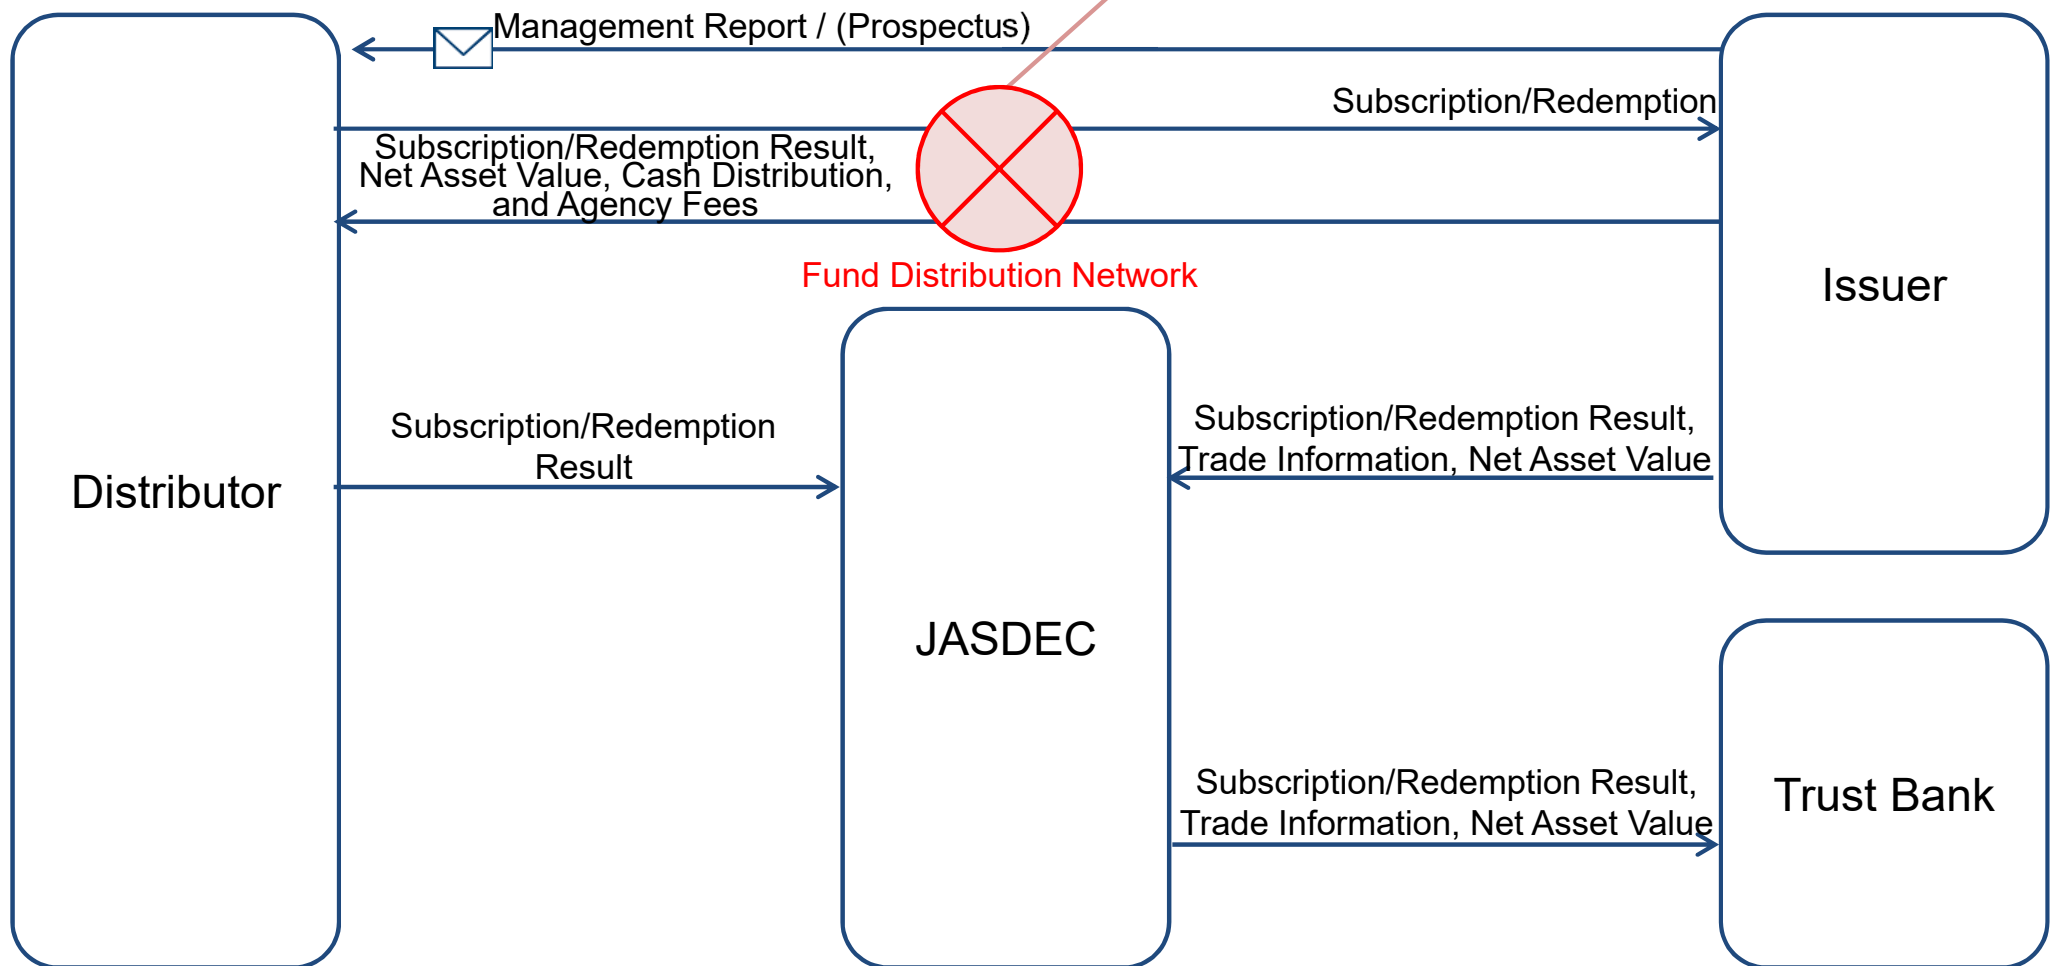 Management Report / (Prospectus)
Subscription/Redemption
Subscription/Redemption Result,
Net Asset Value, Cash Distribution,
and Agency Fees
Fund Distribution Network
Issuer
Subscription/Redemption
Result
Subscription/Redemption Result,
Trade Information, Net Asset Value
Distributor
JASDEC
Subscription/Redemption Result,
Trade Information, Net Asset Value
Trust Bank